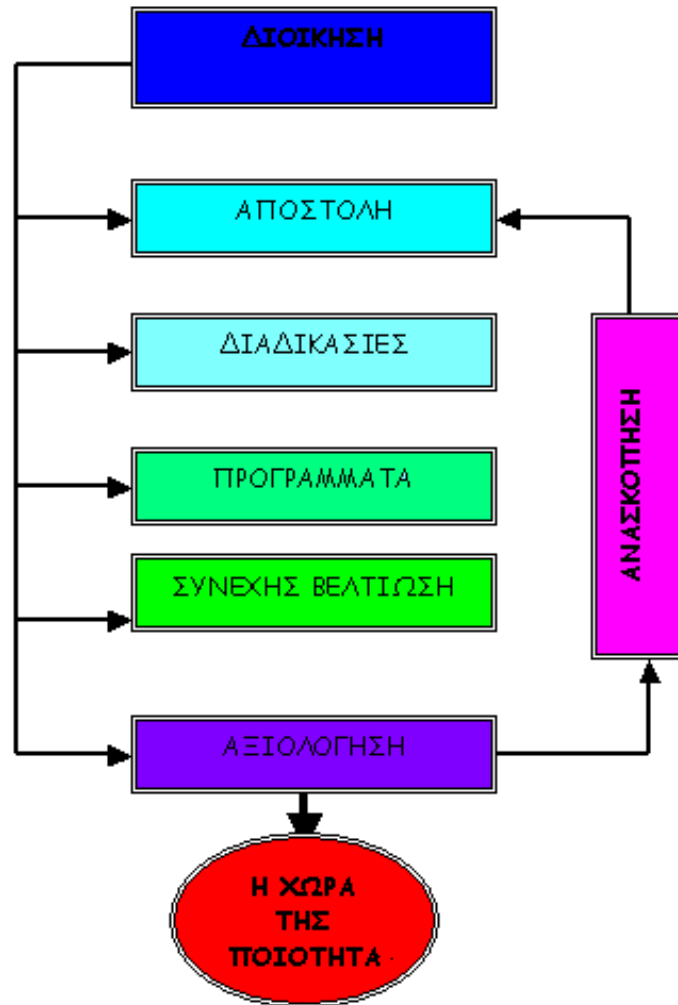 ΔΙΟΙΚΗΣΗ
ΑΠΟΣΤΟΛΗ
ΔΙΑΔΙΚΑΣΙΕΣ
ΠΡΟΓΡΑΜΜΑΤΑ
ΣΥΝΕΧΗΣ ΒΕΛΤΙΩΣΗ
ΑΞΙΟΛΟΓΗΣΗ
ΑΝΑΣΚΟΠΗΣΗ
Η ΧΩΡΑ
ΤΗΣ
ΠΟΙΟΤΗΤΑ